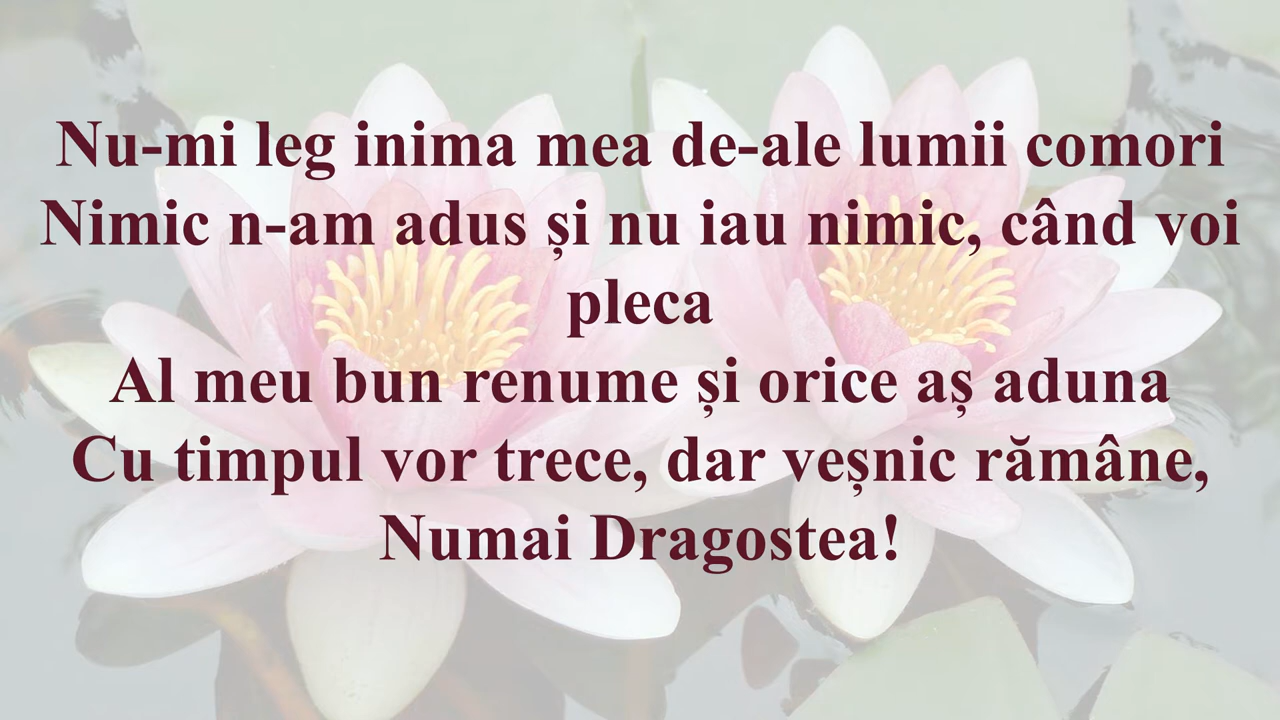 Nu-mi leg inima mea de-ale lumii comori
Nimic n-am adus și nu iau nimic, când voi
pleca
Al meu bun renume și orice aș aduna
Cu timpul vor trece, dar veșnic rămâne,
Numai Dragostea!